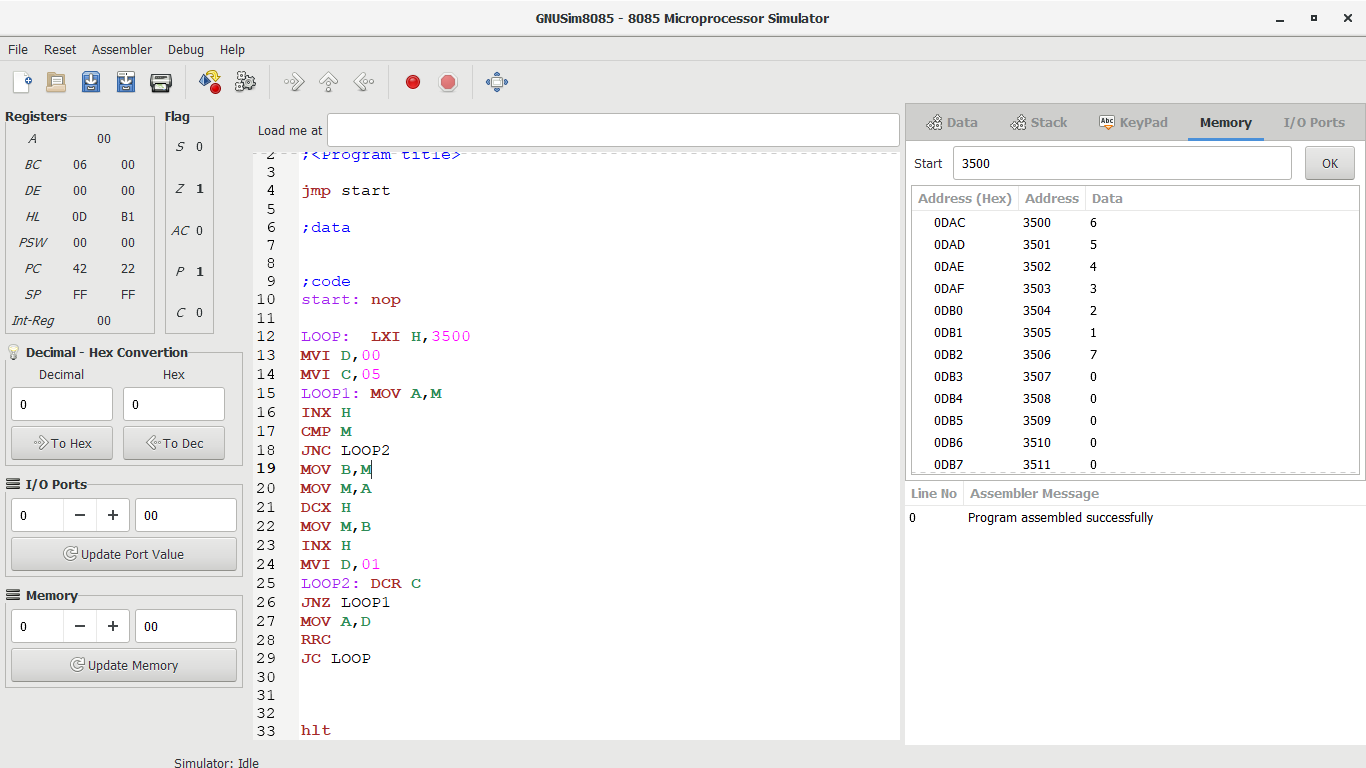 GNUSim8085 - 8085 Microprocessor Simulator
File Reset Assembler Debug Help
Registers
A 00
BC 06 00
DE 00 00
HL 0D B1
PSW 00 00
PC 42 22
SP FF FF
Int-Reg 00
Flag
S 0
Z 1
AC 0
P 1
C 0
Decimal - Hex Convertion
Decimal Hex
0 0
To Hex To Dec
I/O Ports
0 − + 00
Update Port Value
Memory
0 − + 00
Update Memory
Load me at
2 ;<Program title>
3
4 jmp start
5
6 ;data
7
8
9 ;code
10 start: nop
11
12 LOOP: LXI H,3500
13 MVI D,00
14 MVI C,05
15 LOOP1: MOV A,M
16 INX H
17 CMP M
18 JNC LOOP2
19 MOV B,M
20 MOV M,A
21 DCX H
22 MOV M,B
23 INX H
24 MVI D,01
25 LOOP2: DCR C
26 JNZ LOOP1
27 MOV A,D
28 RRC
29 JC LOOP
30
31
32
33 hlt
Data Stack Abc KeyPad Memory I/O Ports
Start 3500 OK
Address (Hex) Address Data
0DAC 3500 6
0DAD 3501 5
0DAE 3502 4
0DAF 3503 3
0DB0 3504 2
0DB1 3505 1
0DB2 3506 7
0DB3 3507 0
0DB4 3508 0
0DB5 3509 0
0DB6 3510 0
0DB7 3511 0
Line No Assembler Message
0 Program assembled successfully
Simulator: Idle